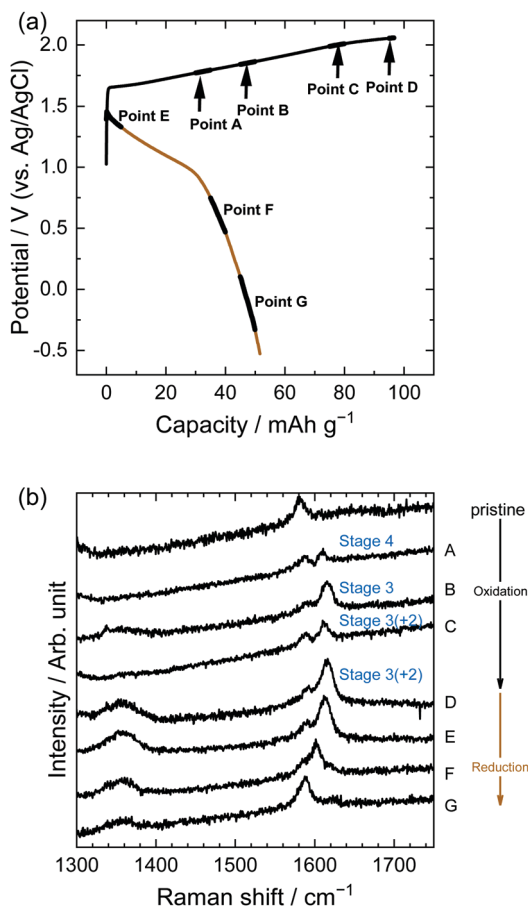 (a)
2.0
1.5
1.0
0.5
0.0
-0.5
Potential / V (vs. Ag/AgCl)
Point E
Point A
Point B
Point C
Point D
Point F
Point G
0 20 40 60 80 100
Capacity / mAh g⁻¹
(b)
Intensity / Arb. unit
pristine
Stage 4
A
Stage 3
B
Oxidation
Stage 3(+2)
C
Stage 3(+2)
D
E
F
Reduction
G
1300 1400 1500 1600 1700
Raman shift / cm⁻¹